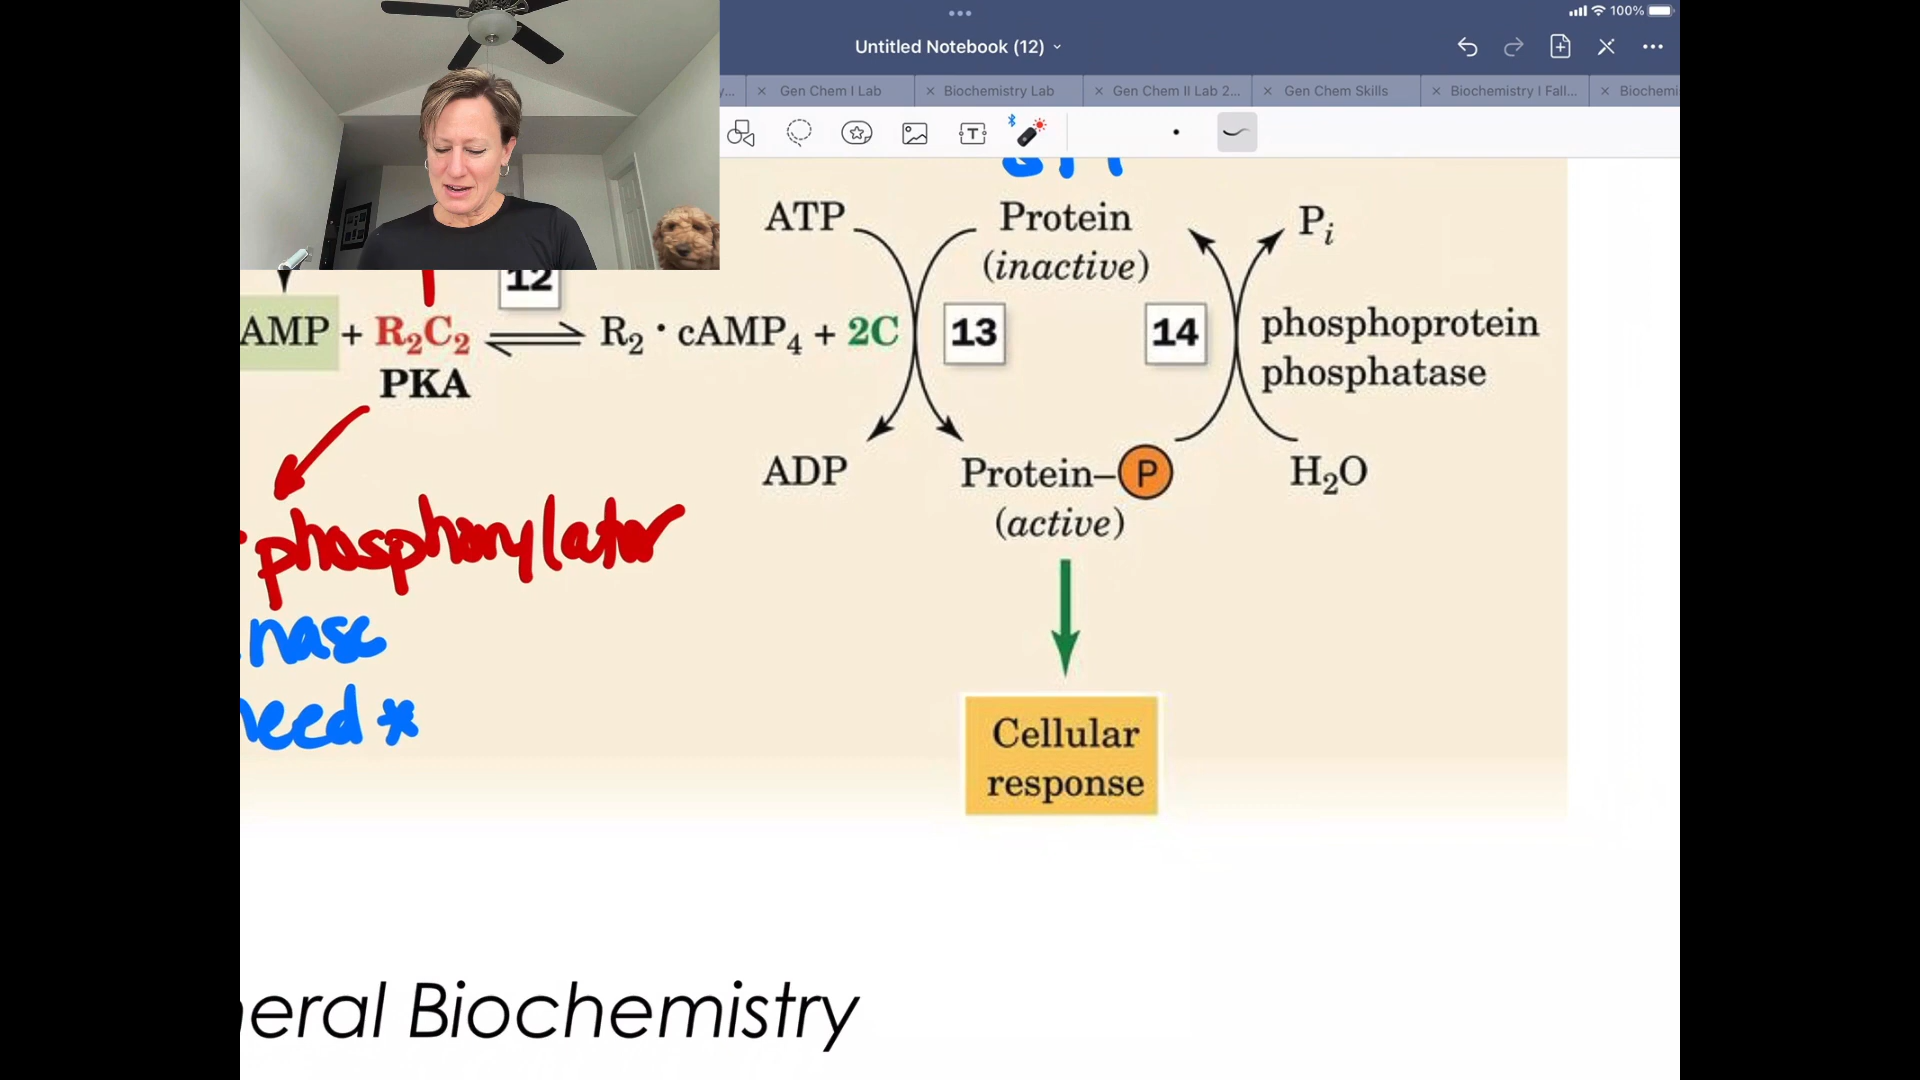 100%
Untitled Notebook (12)
Gen Chem I Lab
Biochemistry Lab
Gen Chem II Lab 2...
Gen Chem Skills
Biochemistry I Fall...
Biochemi
T
ATP
Protein
(inactive)
Pi
12
AMP + R2C2 ⇌ R2 · cAMP4 + 2C
13
14
phosphoprotein
phosphatase
PKA
ADP
Protein–P
(active)
H2O
phosphorylator
nase
need *
Cellular
response
neral Biochemistry